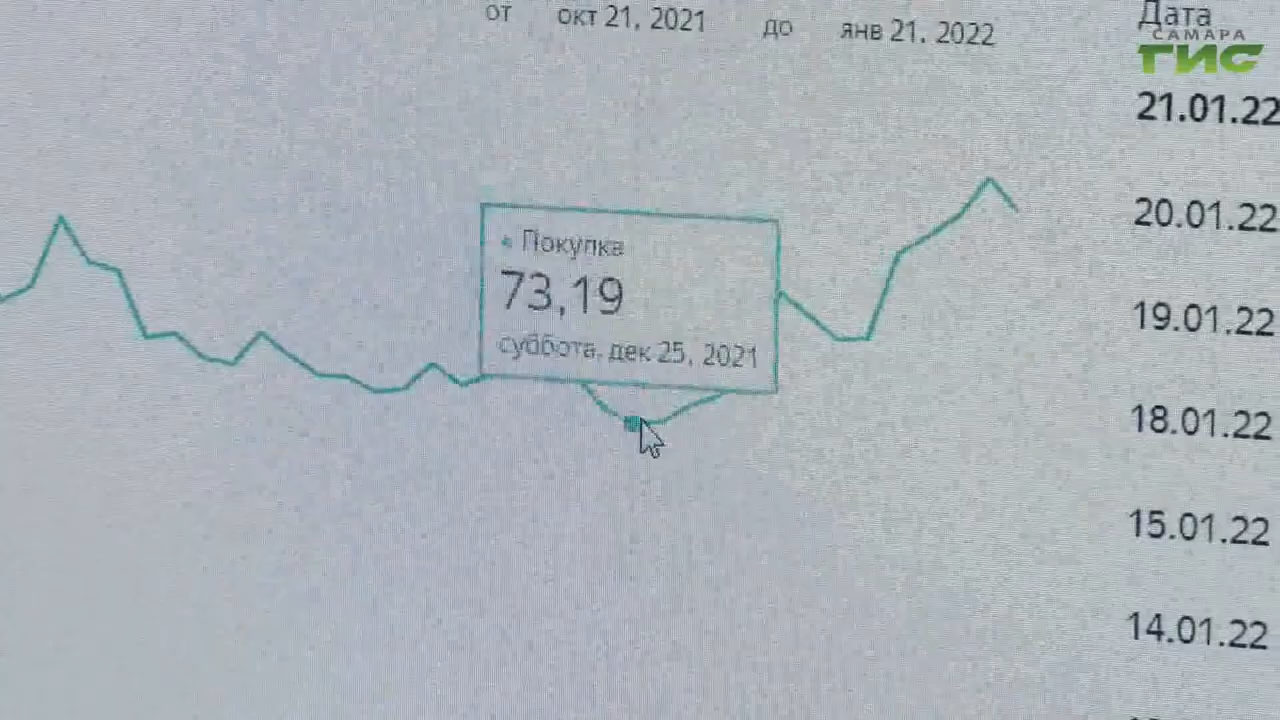 от окт 21, 2021 до янв 21, 2022
Дата
САМАРА
ГИС
21.01.22
20.01.22
19.01.22
18.01.22
15.01.22
14.01.22
Покупка
73,19
суббота, дек 25, 2021